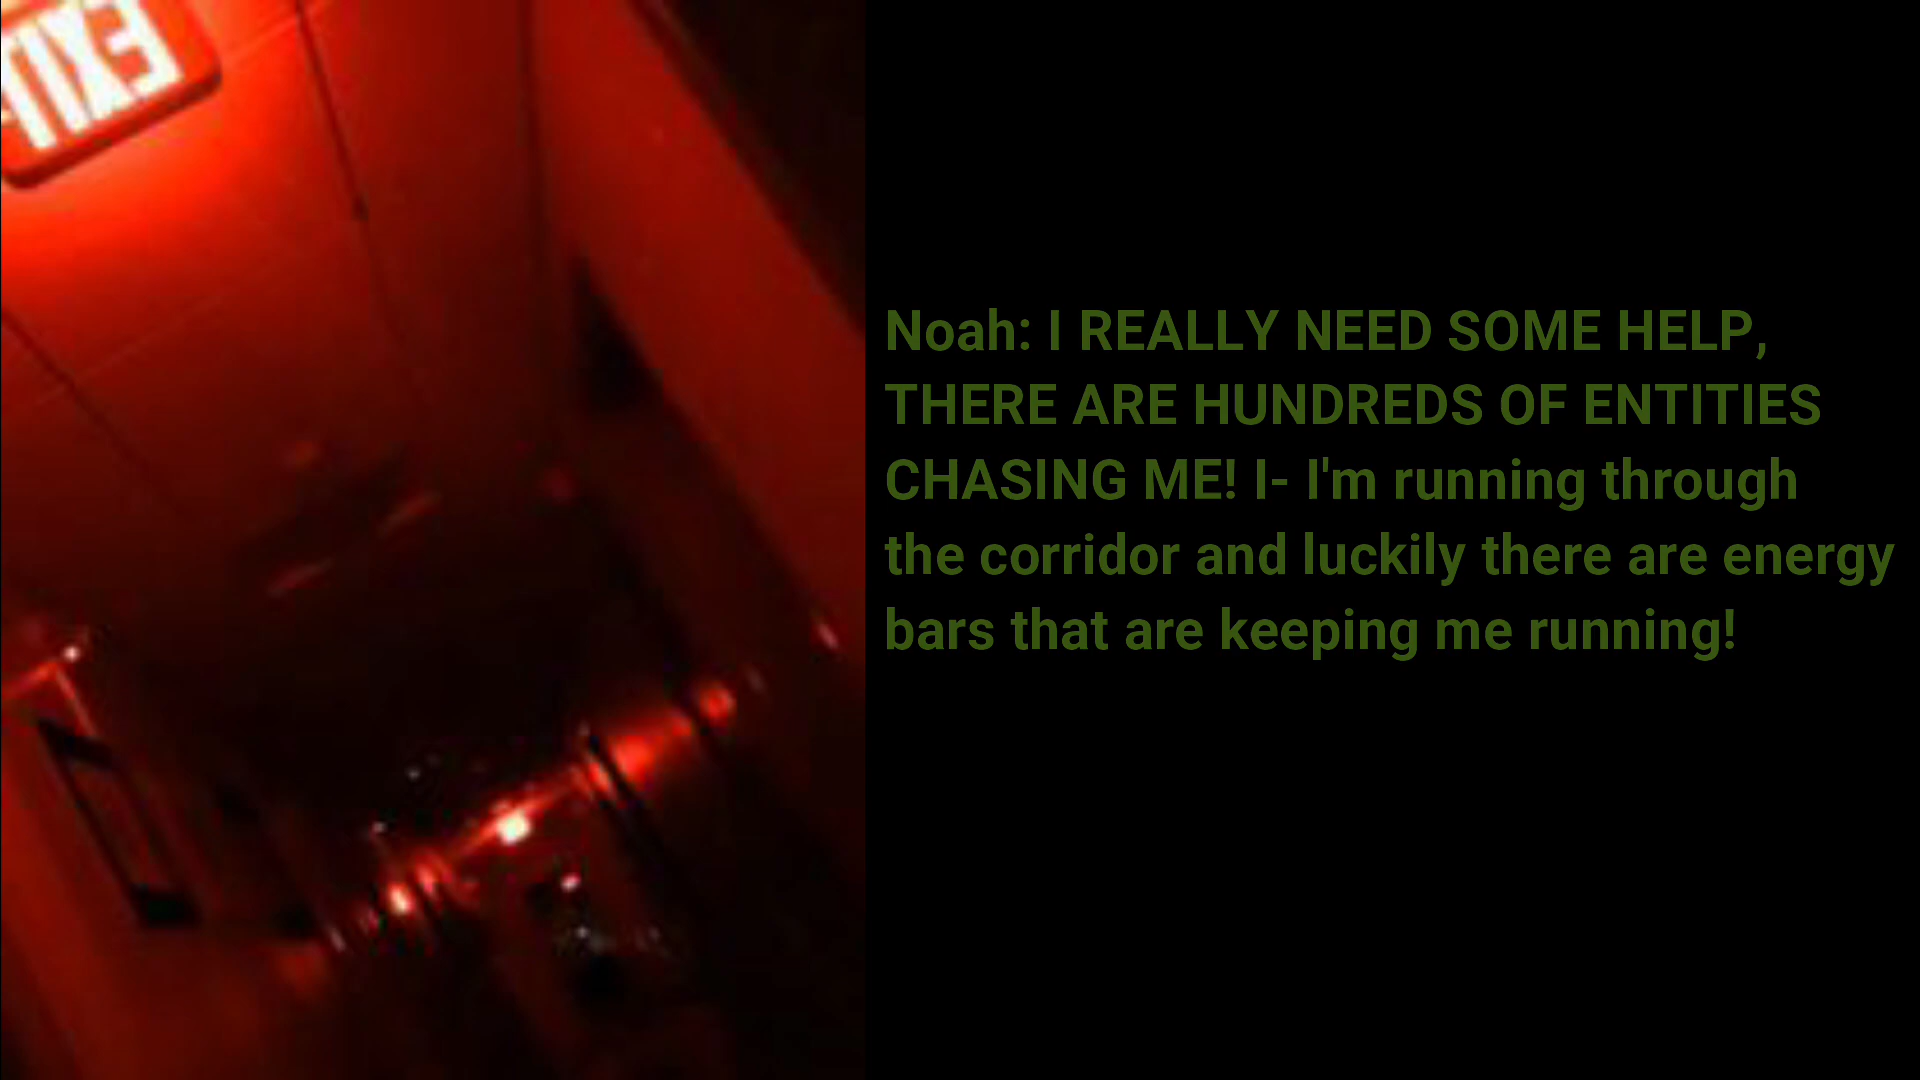 EXIT
Noah: I REALLY NEED SOME HELP,
THERE ARE HUNDREDS OF ENTITIES
CHASING ME! I- I'm running through
the corridor and luckily there are energy
bars that are keeping me running!